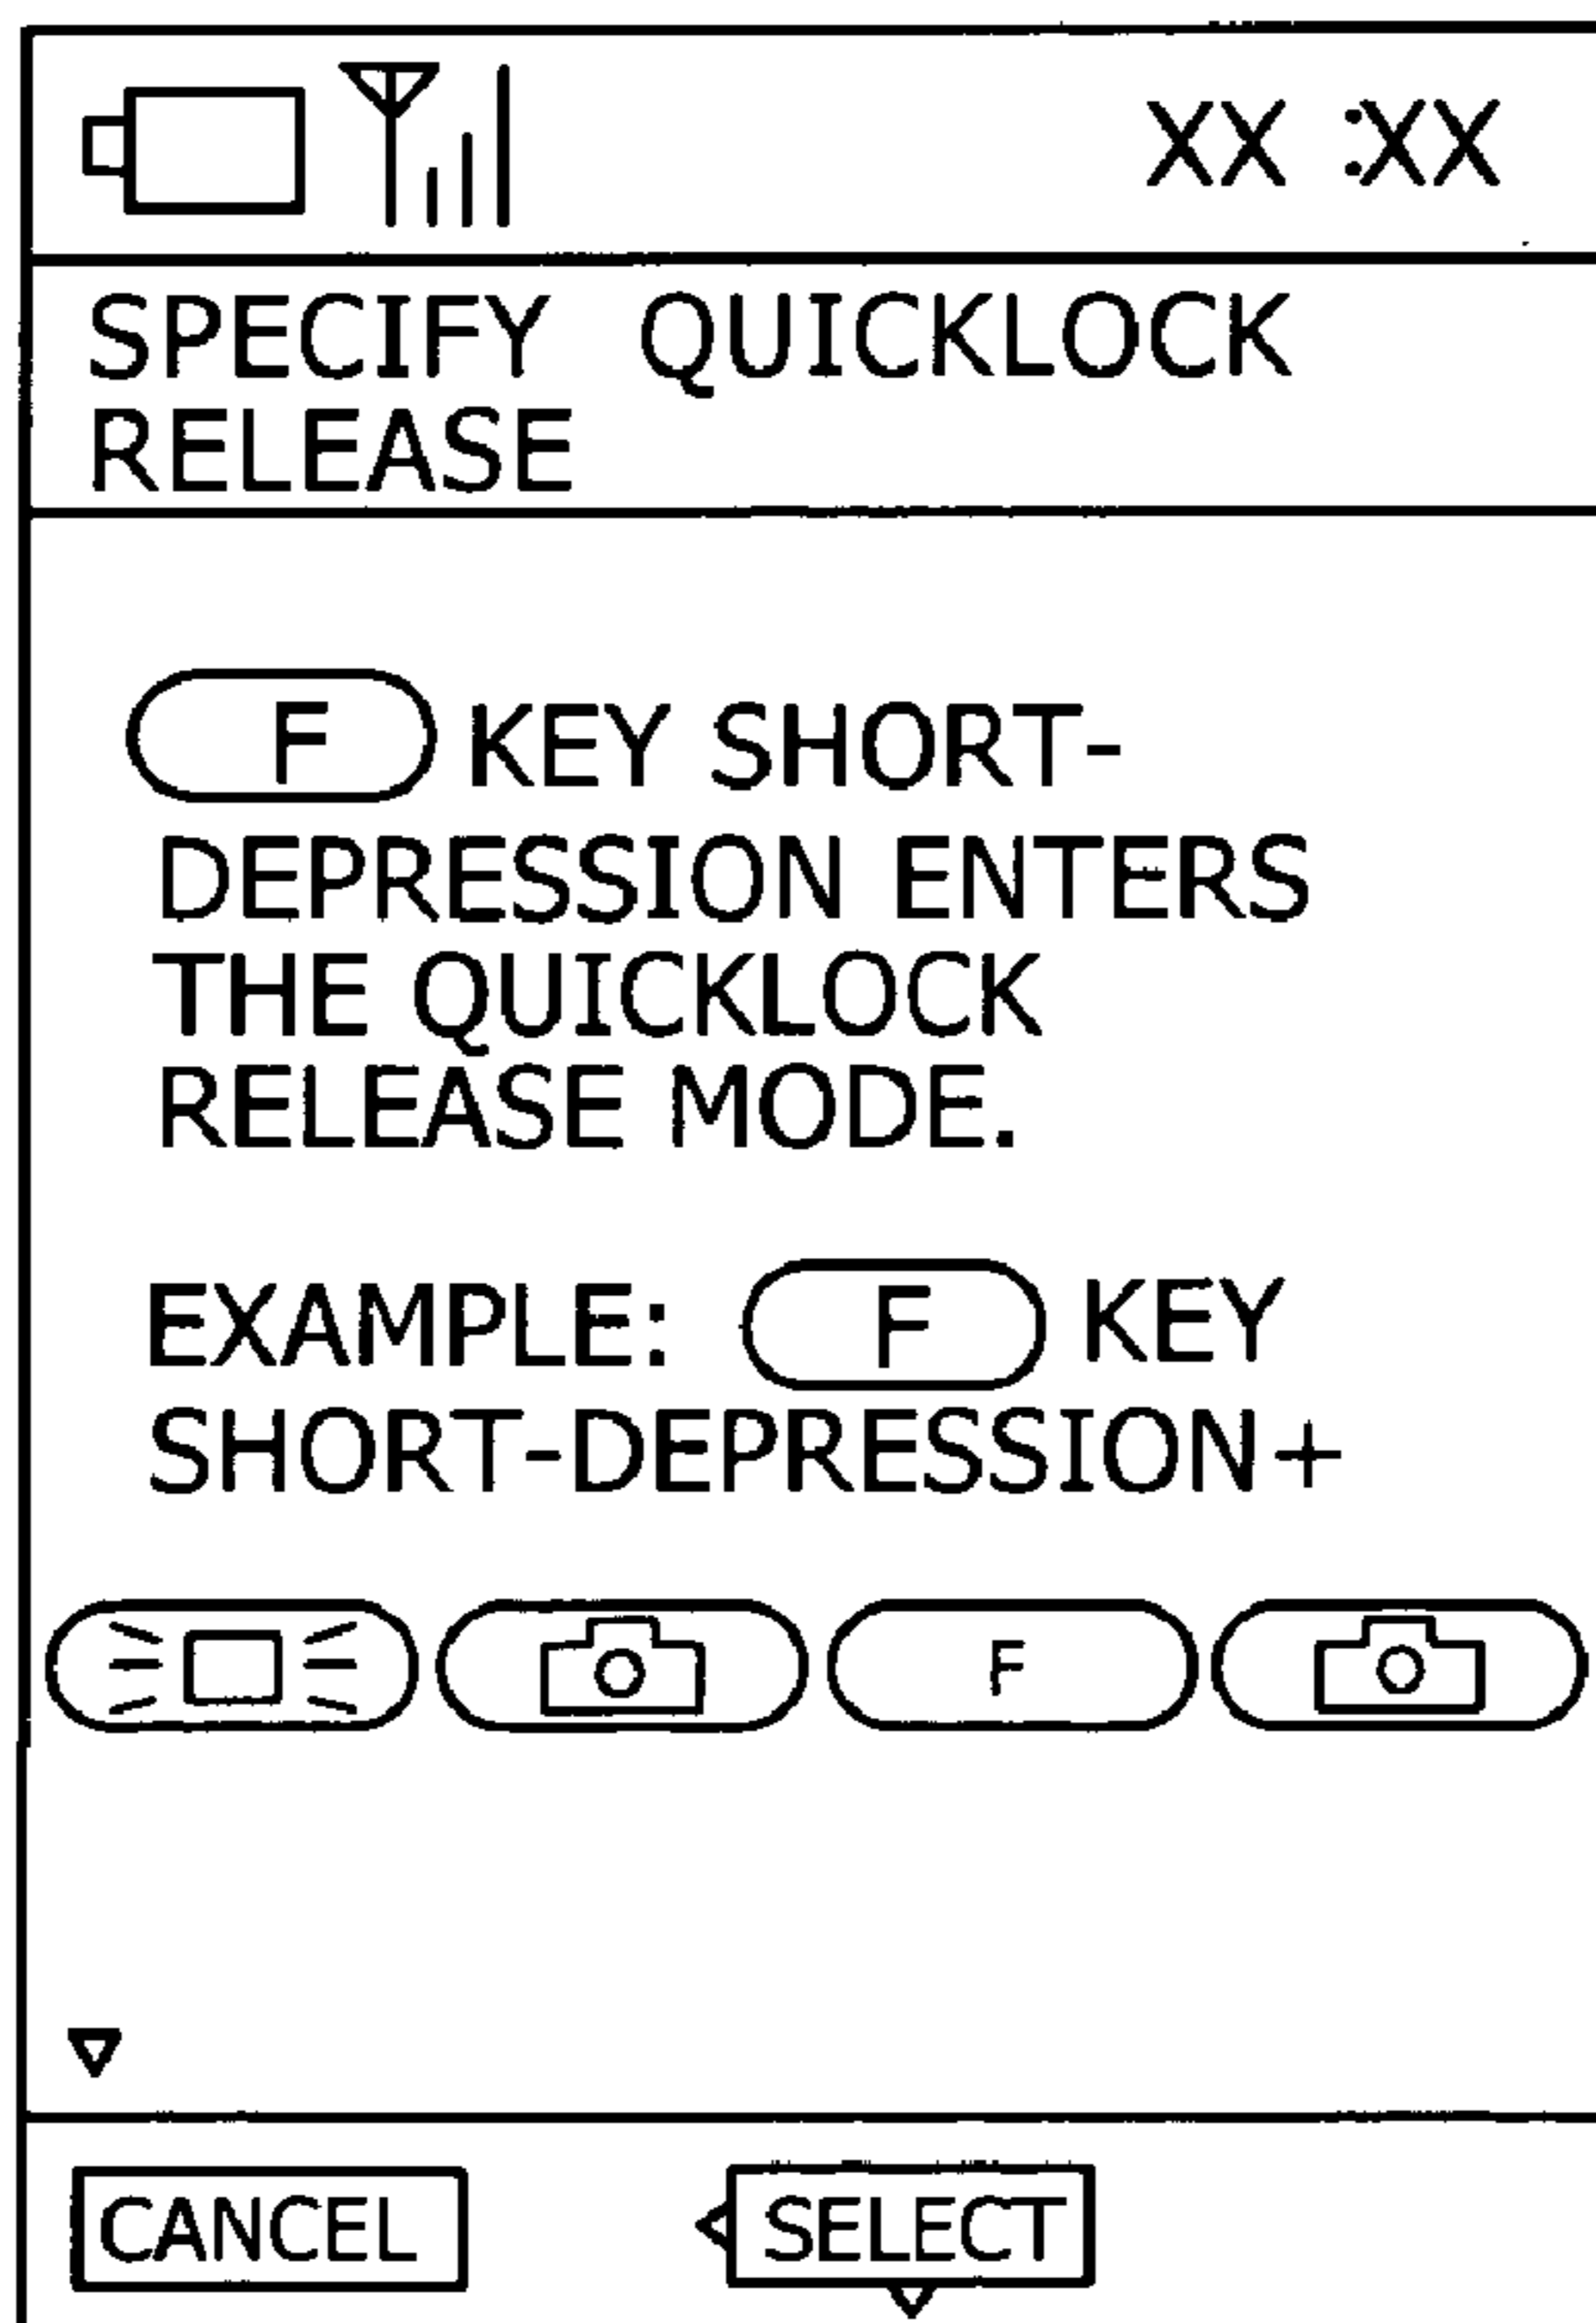 XX :XX
SPECIFY QUICKLOCK
RELEASE
F KEY SHORT-
DEPRESSION ENTERS
THE QUICKLOCK
RELEASE MODE.
EXAMPLE: F KEY
SHORT-DEPRESSION+
F
CANCEL SELECT